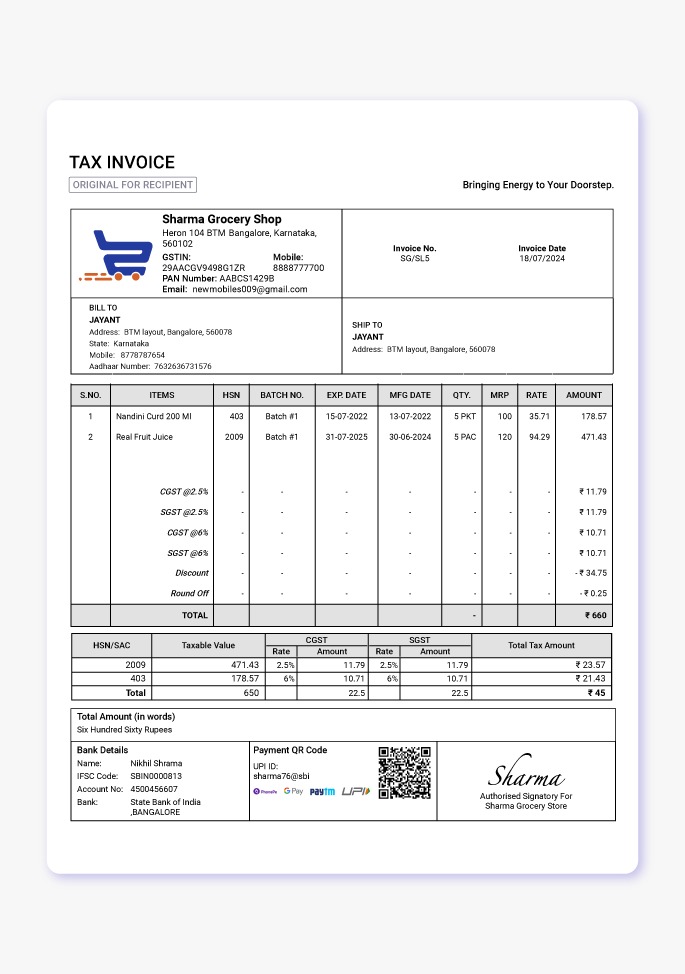 TAX INVOICE
ORIGINAL FOR RECIPIENT
Bringing Energy to Your Doorstep.
Sharma Grocery Shop
Heron 104 BTM Bangalore, Karnataka,
560102
GSTIN: Mobile:
29AACGV9498G1ZR 8888777700
PAN Number: AABCS1429B
Email: newmobiles009@gmail.com
Invoice No. Invoice Date
SG/SL5 18/07/2024
BILL TO
JAYANT
Address: BTM layout, Bangalore, 560078
State: Karnataka
Mobile: 8778787654
Aadhaar Number: 7632636731576
SHIP TO
JAYANT
Address: BTM layout, Bangalore, 560078
S.NO. ITEMS HSN BATCH NO. EXP. DATE MFG DATE QTY. MRP RATE AMOUNT
1 Nandini Curd 200 Ml 403 Batch #1 15-07-2022 13-07-2022 5 PKT 100 35.71 178.57
2 Real Fruit Juice 2009 Batch #1 31-07-2025 30-06-2024 5 PAC 120 94.29 471.43
CGST @2.5% - - - - - - - ₹ 11.79
SGST @2.5% - - - - - - - ₹ 11.79
CGST @6% - - - - - - - ₹ 10.71
SGST @6% - - - - - - - ₹ 10.71
Discount - - - - - - - - ₹ 34.75
Round Off - - - - - - - - ₹ 0.25
TOTAL - ₹ 660
HSN/SAC Taxable Value CGST SGST Total Tax Amount
Rate Amount Rate Amount
2009 471.43 2.5% 11.79 2.5% 11.79 ₹ 23.57
403 178.57 6% 10.71 6% 10.71 ₹ 21.43
Total 650 22.5 22.5 ₹ 45
Total Amount (in words)
Six Hundred Sixty Rupees
Bank Details
Name: Nikhil Shrama
IFSC Code: SBIN0000813
Account No: 4500456607
Bank: State Bank of India
,BANGALORE
Payment QR Code
UPI ID:
sharma76@sbi
PhonePe G Pay paytm UPI
Sharma
Authorised Signatory For
Sharma Grocery Store